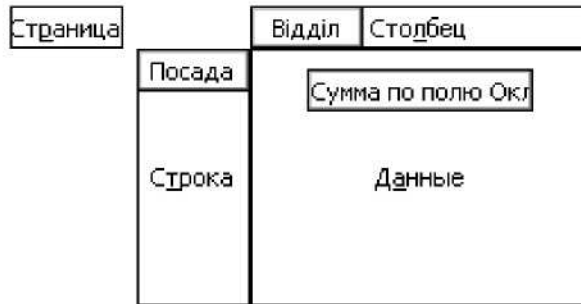 Страница
Відділ Столбец
Посада
Сумма по полю Окл
Строка
Данные